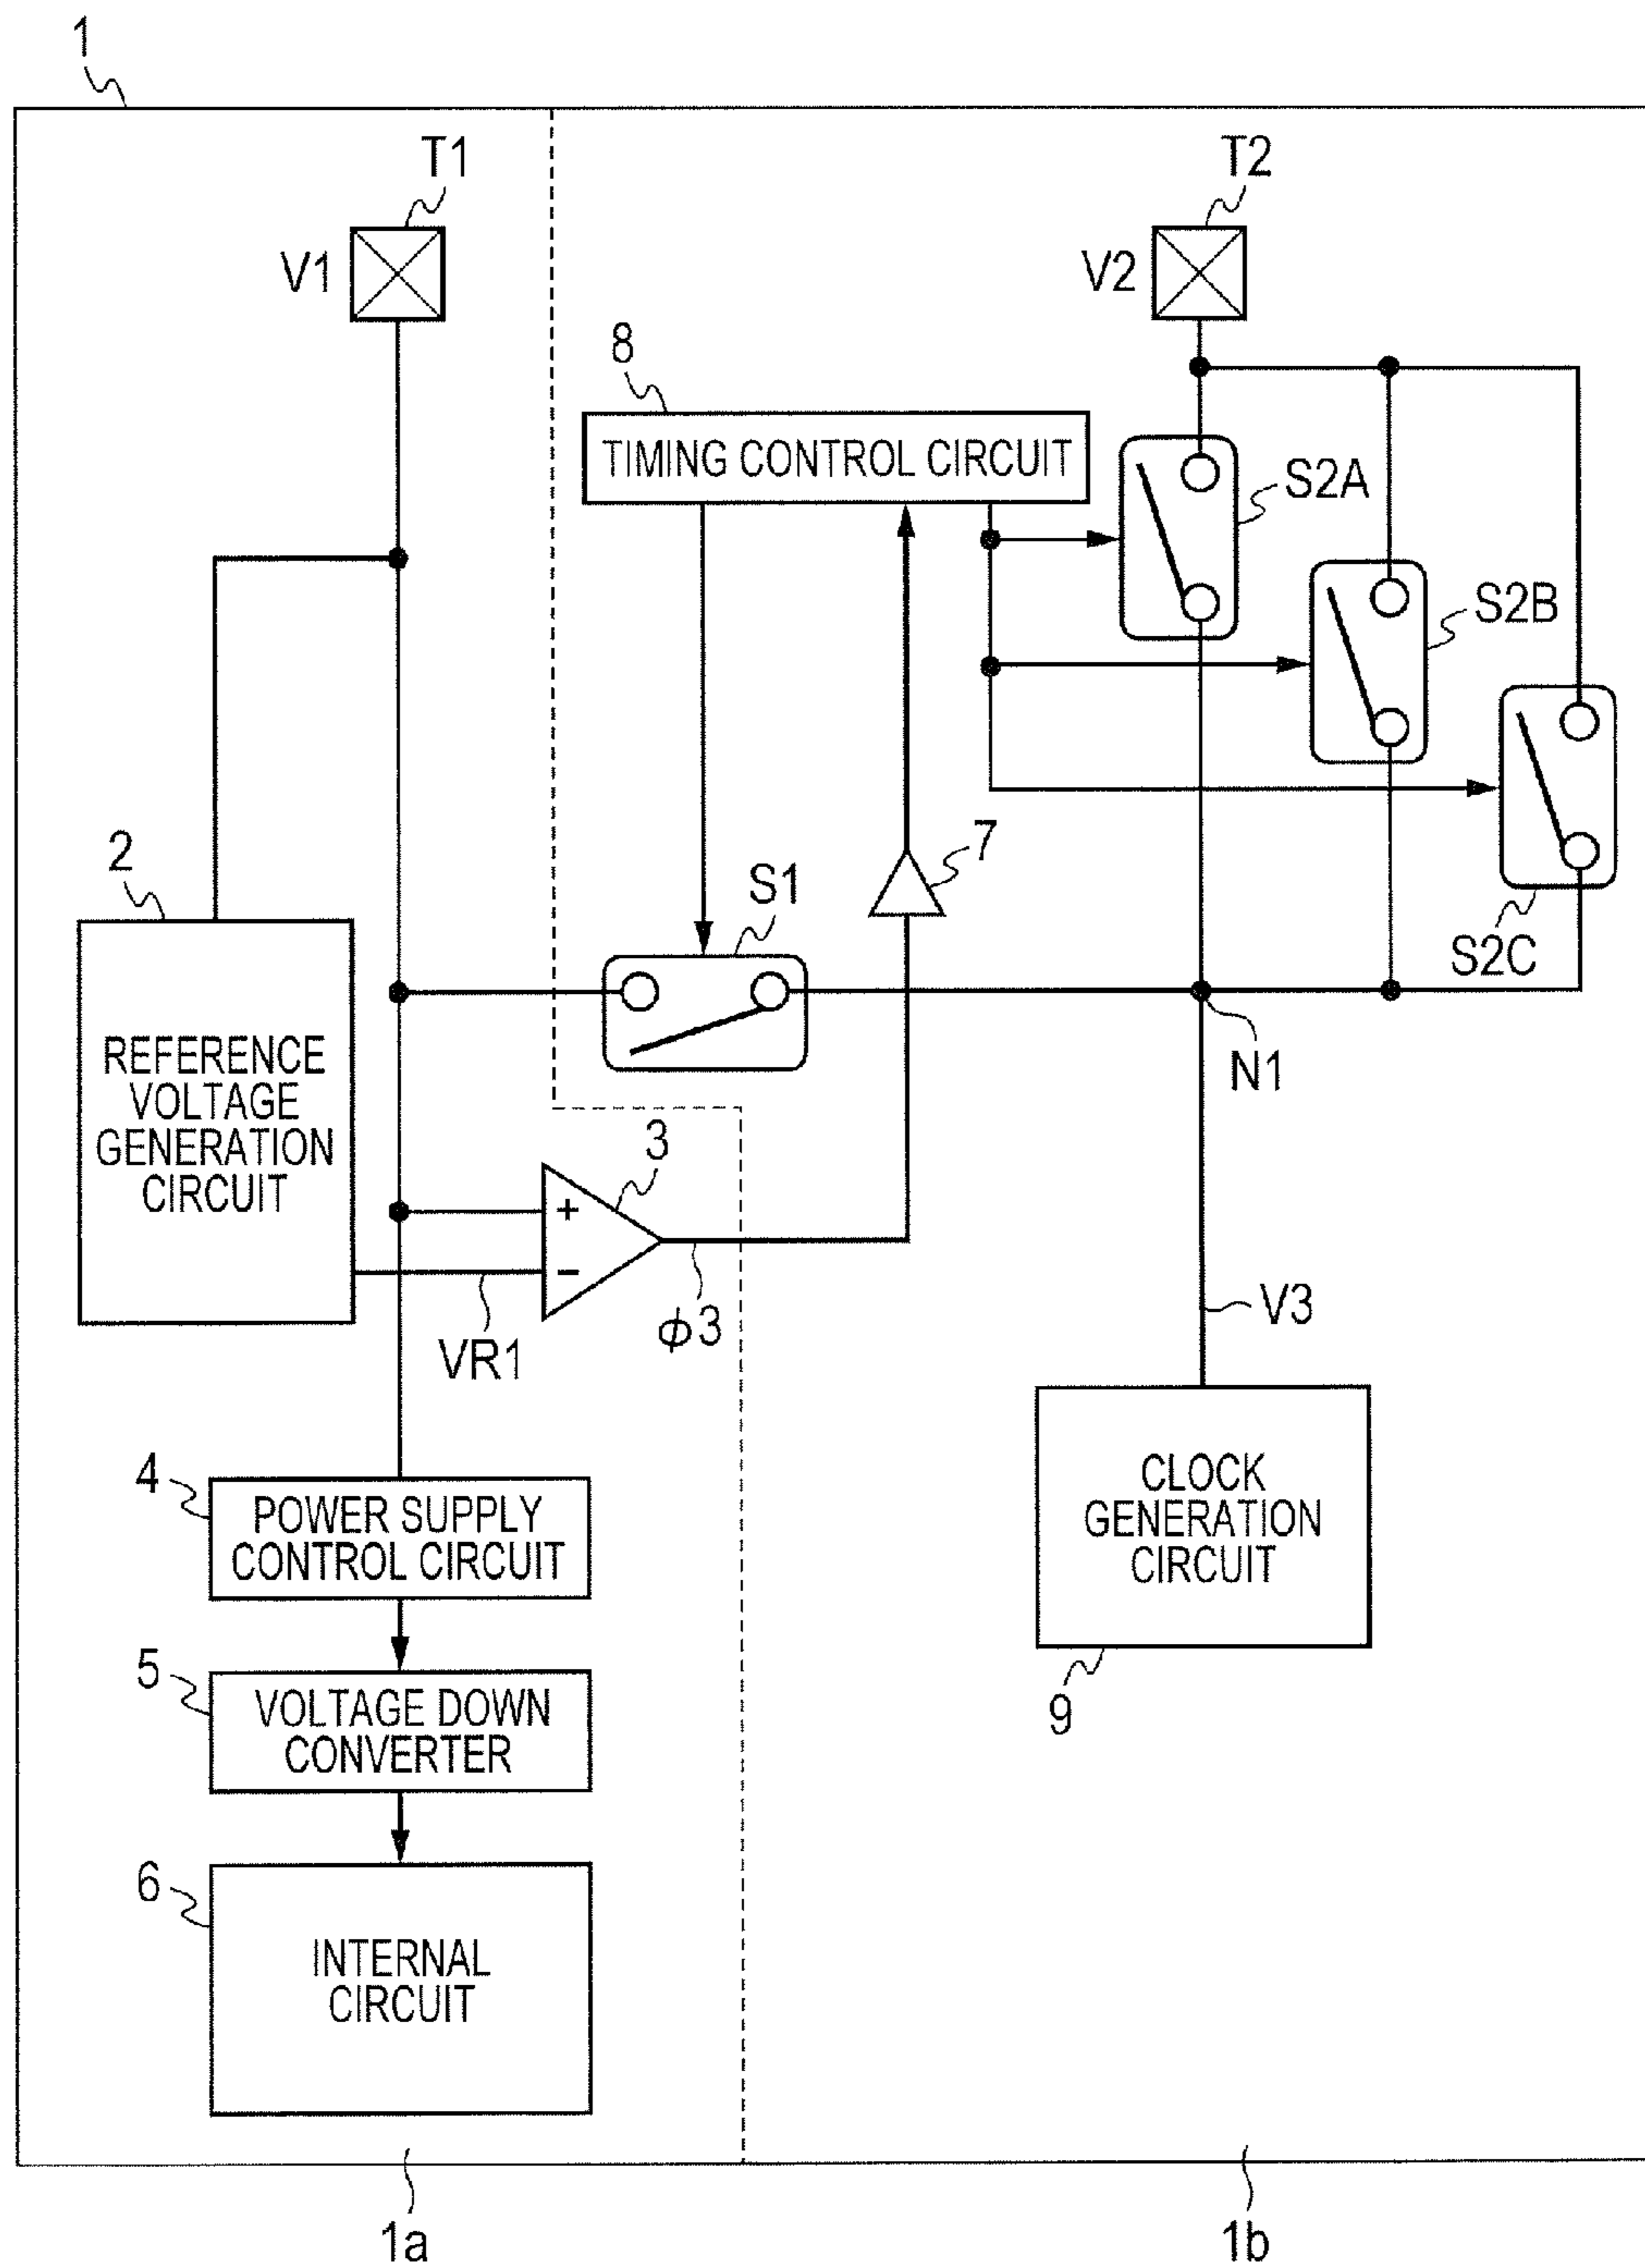 1
T1
T2
V1
V2
8
TIMING CONTROL CIRCUIT
S2A
S2B
2
7
S1
S2C
REFERENCE
VOLTAGE
GENERATION
CIRCUIT
N1
3
+
−
V3
VR1
ϕ3
4
POWER SUPPLY
CONTROL CIRCUIT
CLOCK
GENERATION
CIRCUIT
5
VOLTAGE DOWN
CONVERTER
9
6
INTERNAL
CIRCUIT
1a
1b